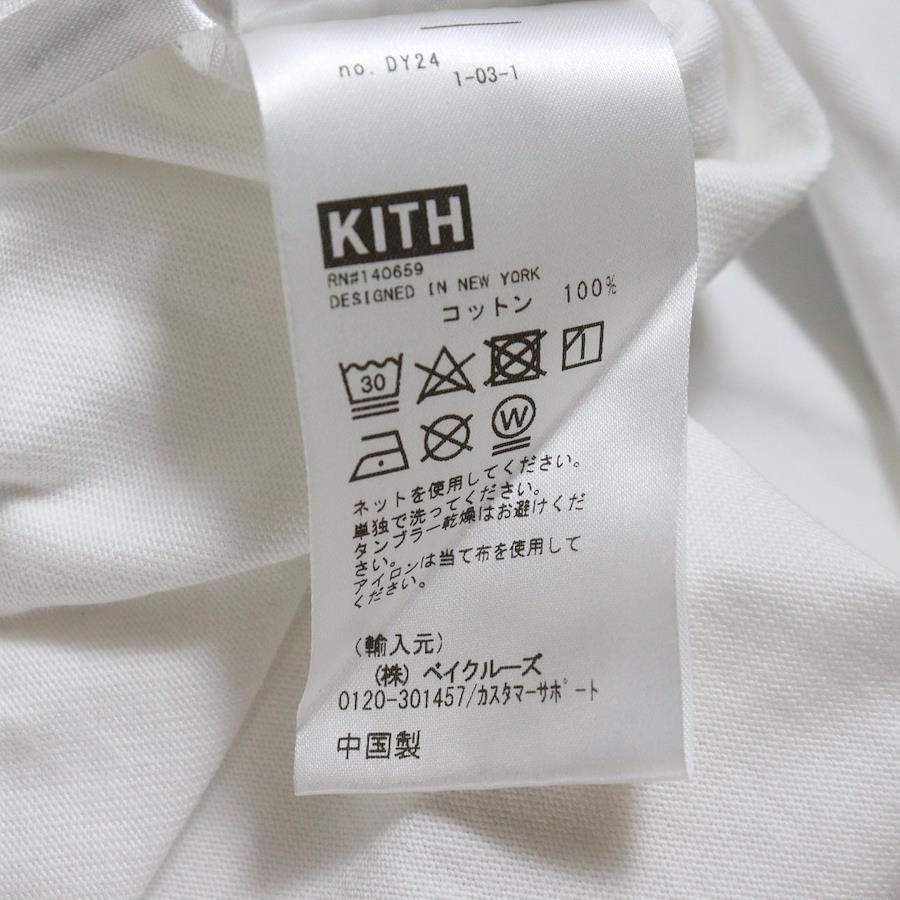 no. DY24
1-03-1
KITH
RN#140659
DESIGNED IN NEW YORK
コットン 100%
30
W
ネットを使用してください。
単独で洗ってください。
タンブラー乾燥はお避けくだ
さい。
アイロンは当て布を使用して
ください。
(輸入元)
(株) ベイクルーズ
0120-301457/カスタマーサポート
中国製